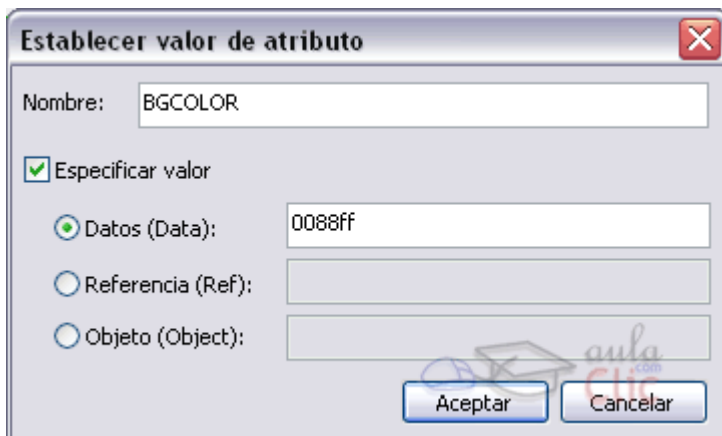 Establecer valor de atributo
Nombre: BGCOLOR
Especificar valor
Datos (Data): 0088ff
Referencia (Ref):
Objeto (Object):
aula
.com
Clic
Aceptar Cancelar